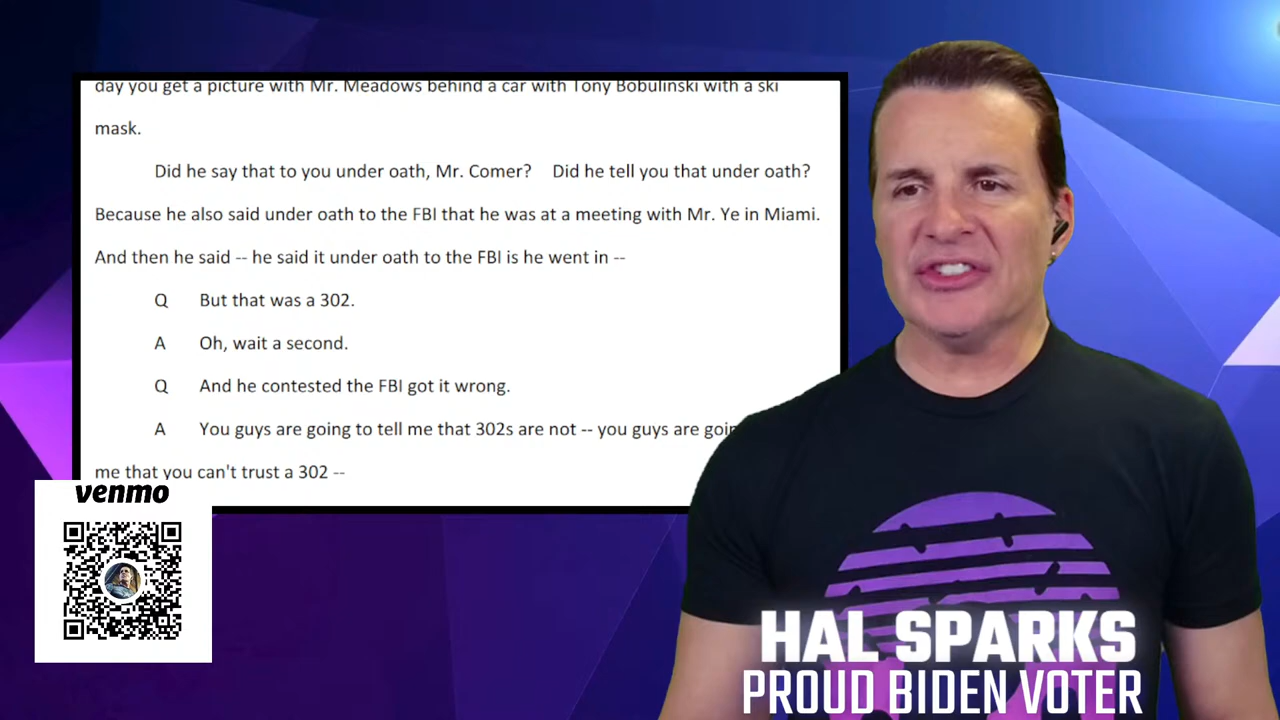 day you get a picture with Mr. Meadows behind a car with Tony Bobulinski with a ski
mask.
Did he say that to you under oath, Mr. Comer? Did he tell you that under oath?
Because he also said under oath to the FBI that he was at a meeting with Mr. Ye in Miami.
And then he said -- he said it under oath to the FBI is he went in --
Q But that was a 302.
A Oh, wait a second.
Q And he contested the FBI got it wrong.
A You guys are going to tell me that 302s are not -- you guys are
me that you can't trust a 302 --
venmo
HAL SPARKS
PROUD BIDEN VOTER